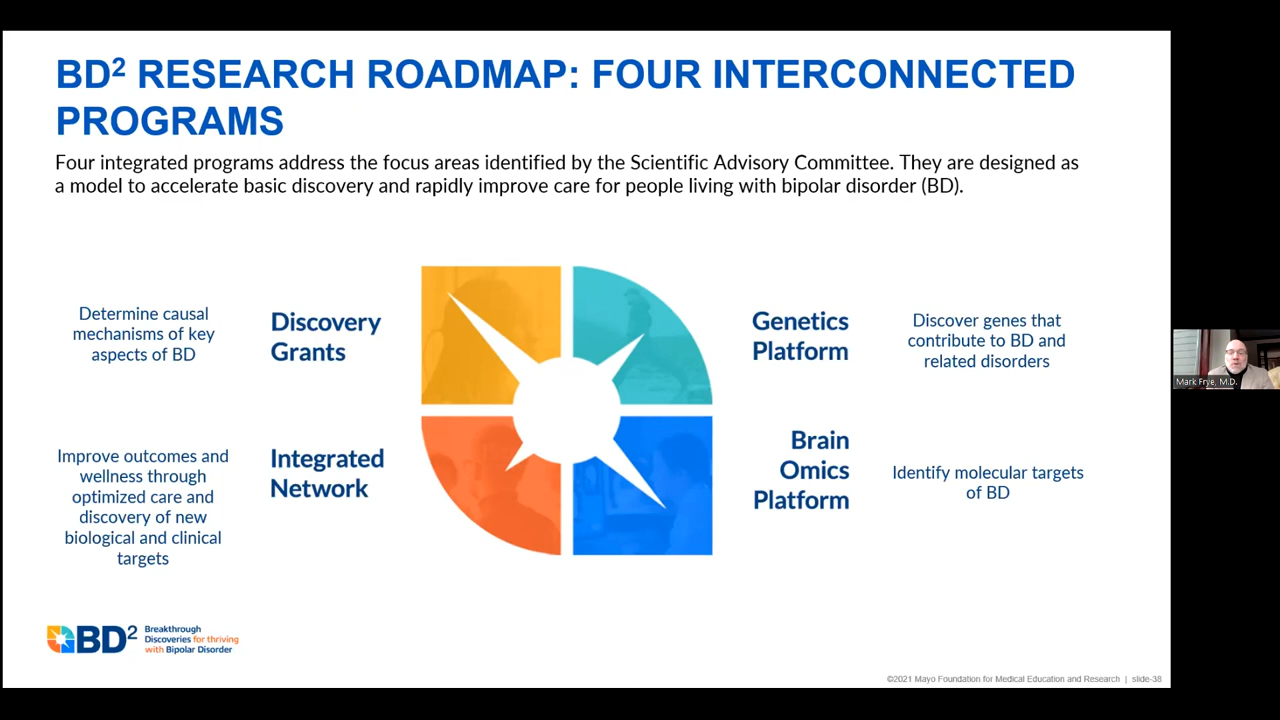 BD² RESEARCH ROADMAP: FOUR INTERCONNECTED
PROGRAMS
Four integrated programs address the focus areas identified by the Scientific Advisory Committee. They are designed as
a model to accelerate basic discovery and rapidly improve care for people living with bipolar disorder (BD).
Determine causal
mechanisms of key
aspects of BD
Discovery
Grants
Genetics
Platform
Discover genes that
contribute to BD and
related disorders
Improve outcomes and
wellness through
optimized care and
discovery of new
biological and clinical
targets
Integrated
Network
Brain
Omics
Platform
Identify molecular targets
of BD
Mark Frye, M.D.
BD²
Breakthrough
Discoveries for thriving
with Bipolar Disorder
©2021 Mayo Foundation for Medical Education and Research | slide-38